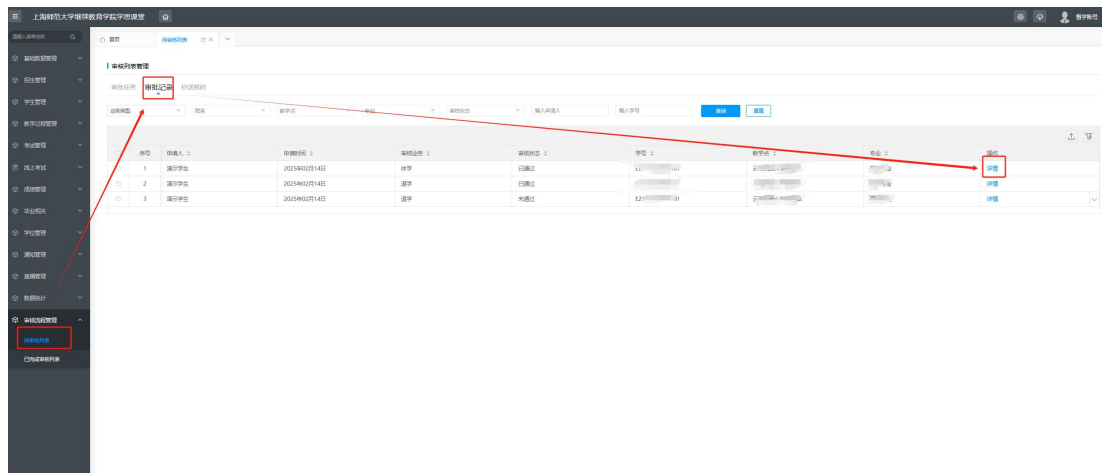 上海师范大学继续教育学院学思课堂
督学账号
请输入菜单名称
首页
待审核列表
基础数据管理
招生管理
学生管理
教学过程管理
考试管理
线上考试
成绩管理
毕业相关
学位管理
通知管理
直播管理
数据统计
审核流程管理
待审核列表
已完成审核列表
审核列表管理
审批任务 审批记录 抄送我的
业务类型 院系 教学点 专业 审核状态 输入申请人 输入学号 查询 重置
序号 申请人 申请时间 审核业务 审核状态 学号 教学点 专业 操作
1 演示学生 2025年02月14日 休学 已通过 详情
2 演示学生 2025年02月14日 退学 已通过 详情
3 演示学生 2025年02月14日 退学 未通过 详情